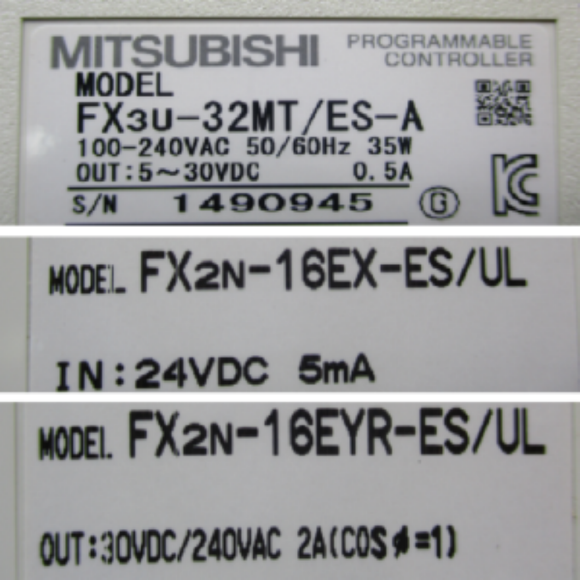 MITSUBISHI PROGRAMMABLE CONTROLLER
MODEL
FX3U-32MT/ES-A
100-240VAC 50/60Hz 35W
OUT:5~30VDC 0.5A
S/N 1490945 G
MODEL FX2N-16EX-ES/UL
IN:24VDC 5mA
MODEL FX2N-16EYR-ES/UL
OUT:30VDC/240VAC 2A(COSφ=1)